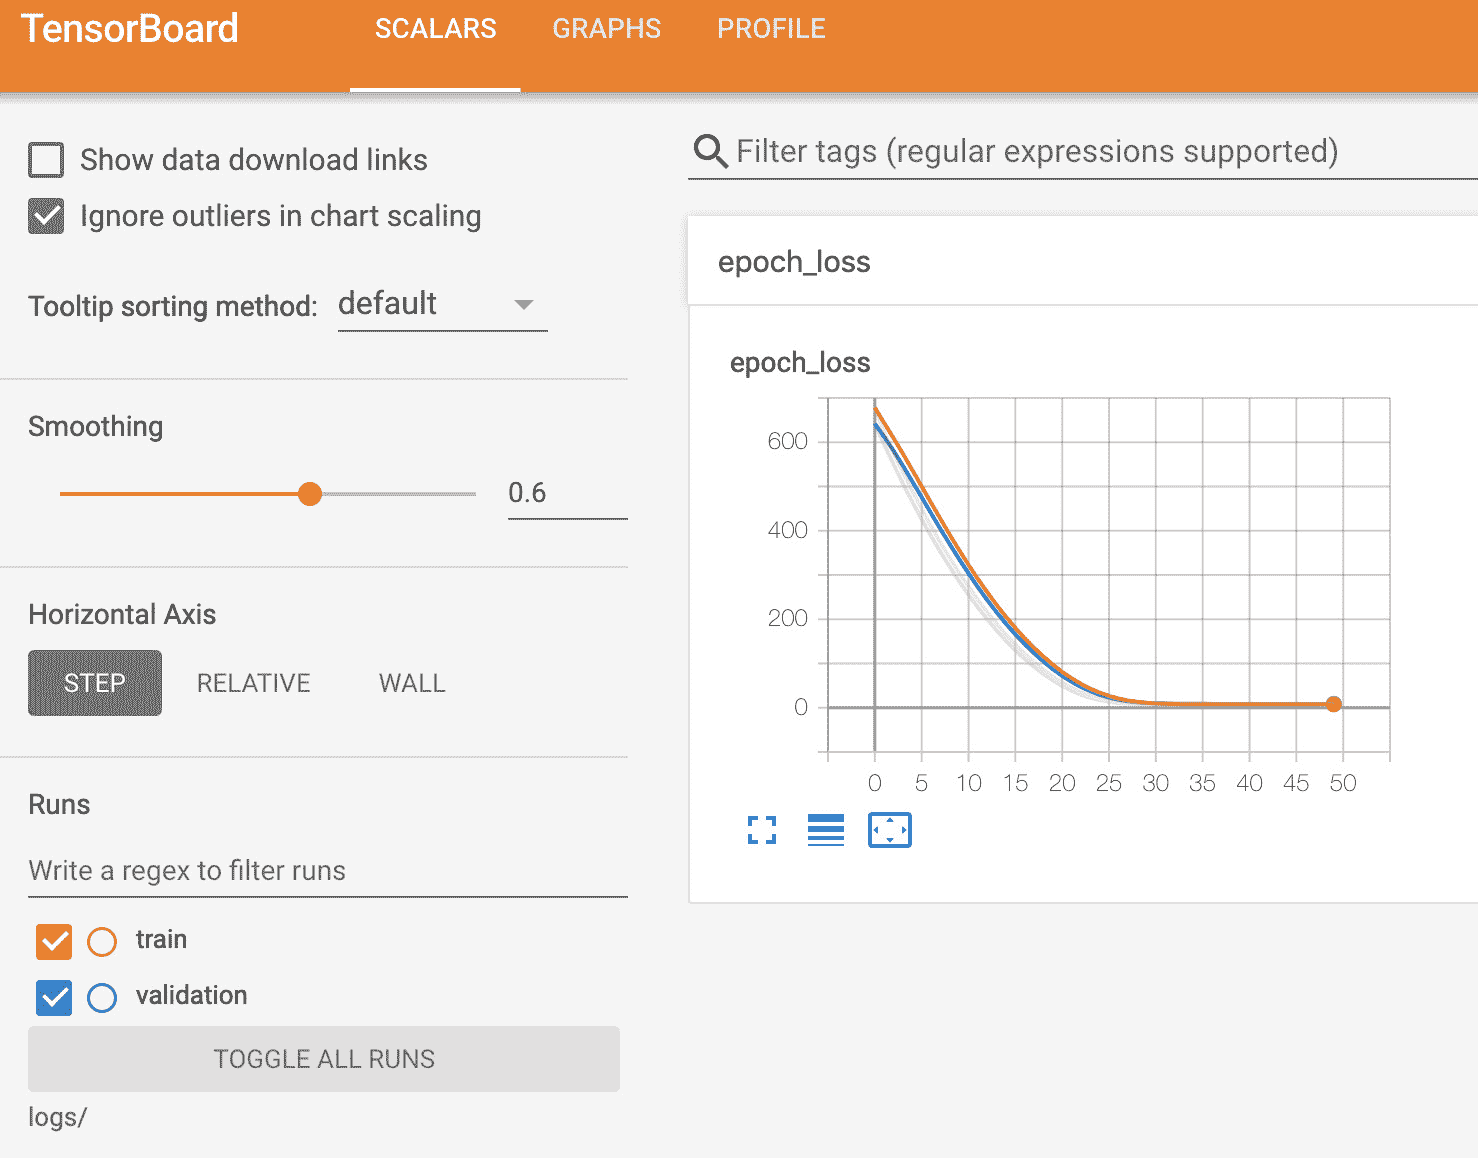 TensorBoard
SCALARS
GRAPHS
PROFILE
Show data download links
Ignore outliers in chart scaling
Tooltip sorting method: default
Smoothing
0.6
Horizontal Axis
STEP
RELATIVE
WALL
Runs
Write a regex to filter runs
train
validation
TOGGLE ALL RUNS
logs/
Filter tags (regular expressions supported)
epoch_loss
epoch_loss
600
400
200
0
0 5 10 15 20 25 30 35 40 45 50